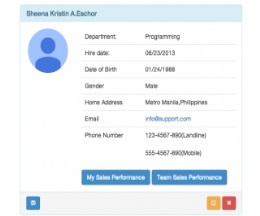 Sheena Kristin A.Eschor
Department: Programming
Hire date: 06/23/2013
Date of Birth 01/24/1988
Gender Male
Home Address Metro Manila,Philippines
Email info@support.com
Phone Number 123-4567-890(Landline)
555-4567-890(Mobile)
My Sales Performance Team Sales Performance